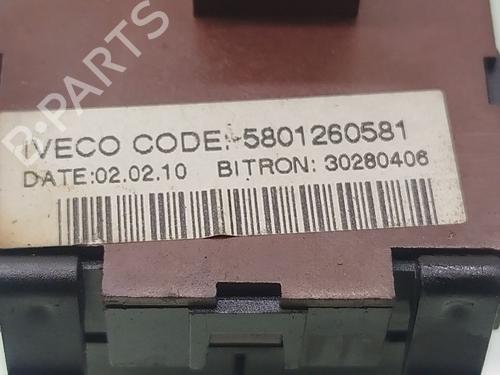 B-PARTS
IVECO CODE: 5801260581
DATE:02.02.10 BITRON: 30280406